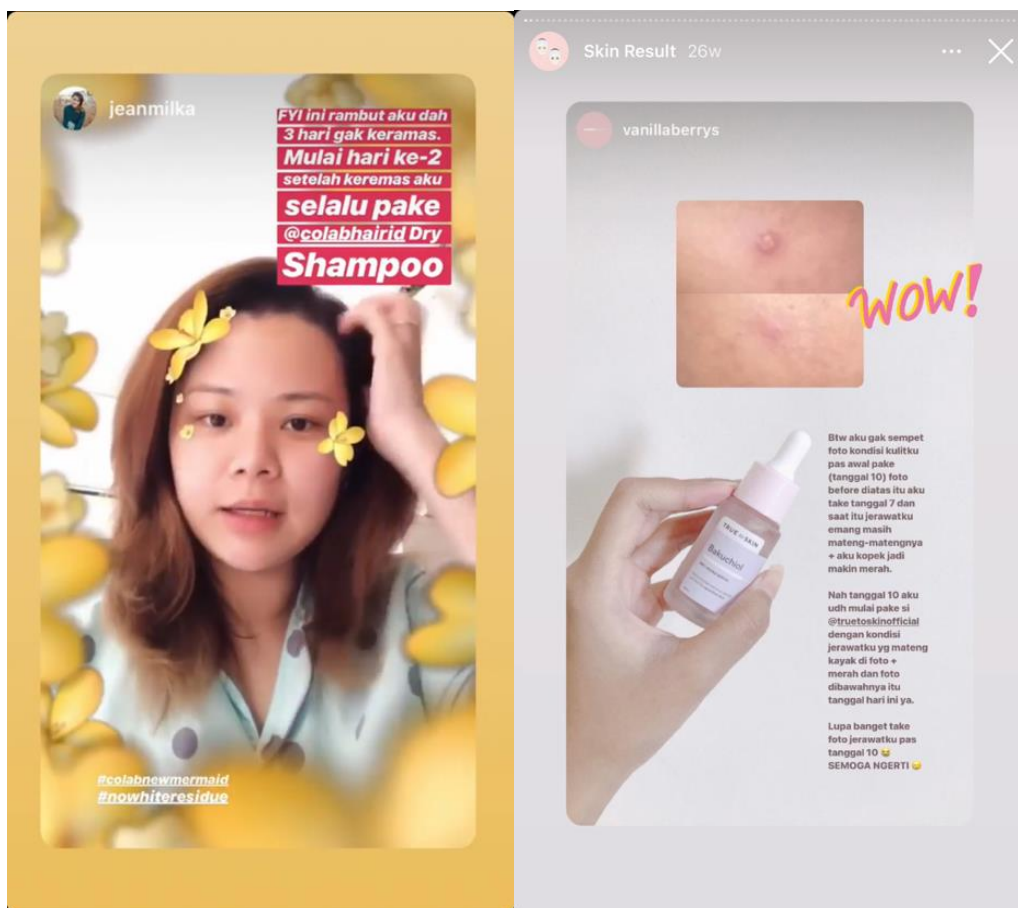 jeanmilka
FYI ini rambut aku dah
3 hari gak keramas.
Mulai hari ke-2
setelah keremas aku
selalu pake
@colabhairid Dry
Shampoo
#colabnewmermaid
#nowhiteresidue
Skin Result 26w
vanillaberrys
WOW!
Btw aku gak sempet
foto kondisi kulitku
pas awal pake
(tanggal 10) foto
before diatas itu aku
take tanggal 7 dan
saat itu jerawatku
emang masih
mateng-matengnya
+ aku kopek jadi
makin merah.
Nah tanggal 10 aku
udh mulai pake si
@truetoskinofficial
dengan kondisi
jerawatku yg mateng
kayak di foto +
merah dan foto
dibawahnya itu
tanggal hari ini ya.
Lupa banget take
foto jerawatku pas
tanggal 10 😭
SEMOGA NGERTI 😂
TRUE to SKIN
Bakuchiol